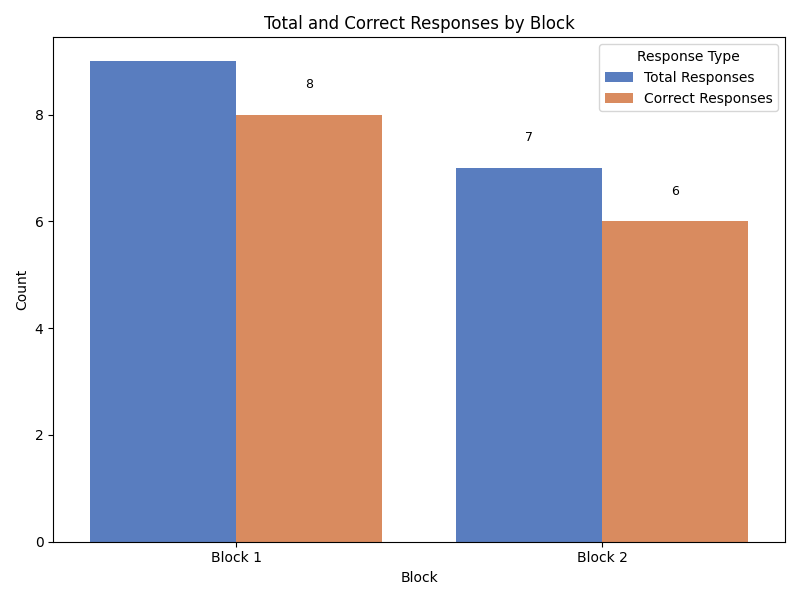 Total and Correct Responses by Block
Response Type
Total Responses
Correct Responses
8
7
6
8
6
4
2
0
Count
Block 1
Block 2
Block